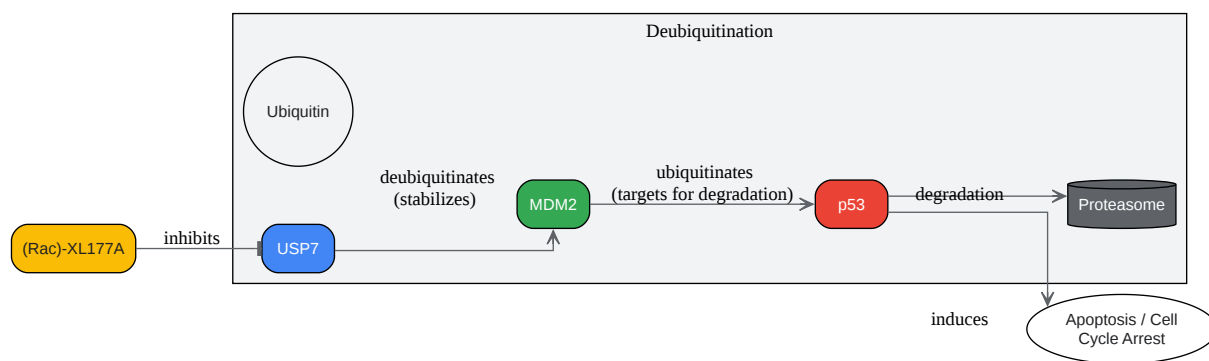 Deubiquitination
Ubiquitin
deubiquitinates
(stabilizes)
ubiquitinates
(targets for degradation)
MDM2
p53
degradation
Proteasome
(Rac)-XL177A
inhibits
USP7
induces
Apoptosis / Cell
Cycle Arrest